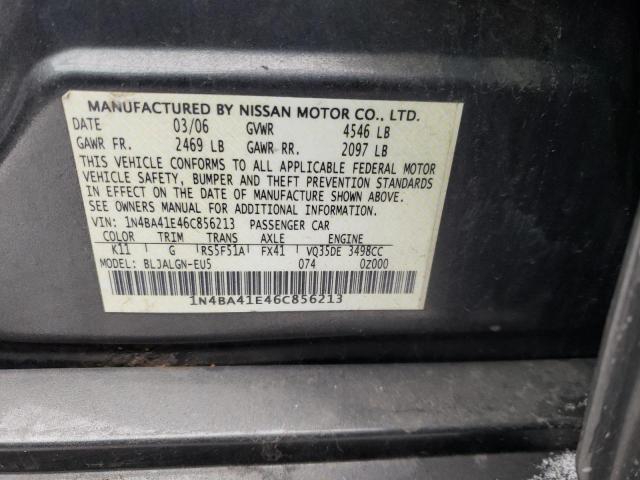 MANUFACTURED BY NISSAN MOTOR CO., LTD.
DATE 03/06 GVWR 4546 LB
GAWR FR. 2469 LB GAWR RR. 2097 LB
THIS VEHICLE CONFORMS TO ALL APPLICABLE FEDERAL MOTOR
VEHICLE SAFETY, BUMPER AND THEFT PREVENTION STANDARDS
IN EFFECT ON THE DATE OF MANUFACTURE SHOWN ABOVE.
SEE OWNERS MANUAL FOR ADDITIONAL INFORMATION.
VIN: 1N4BA41E46C856213 PASSENGER CAR
COLOR TRIM TRANS AXLE ENGINE
K11 G RS5F51A FX41 VQ35DE 3498CC
MODEL: BLJALGN-EU5 074 0Z000
1N4BA41E46C856213